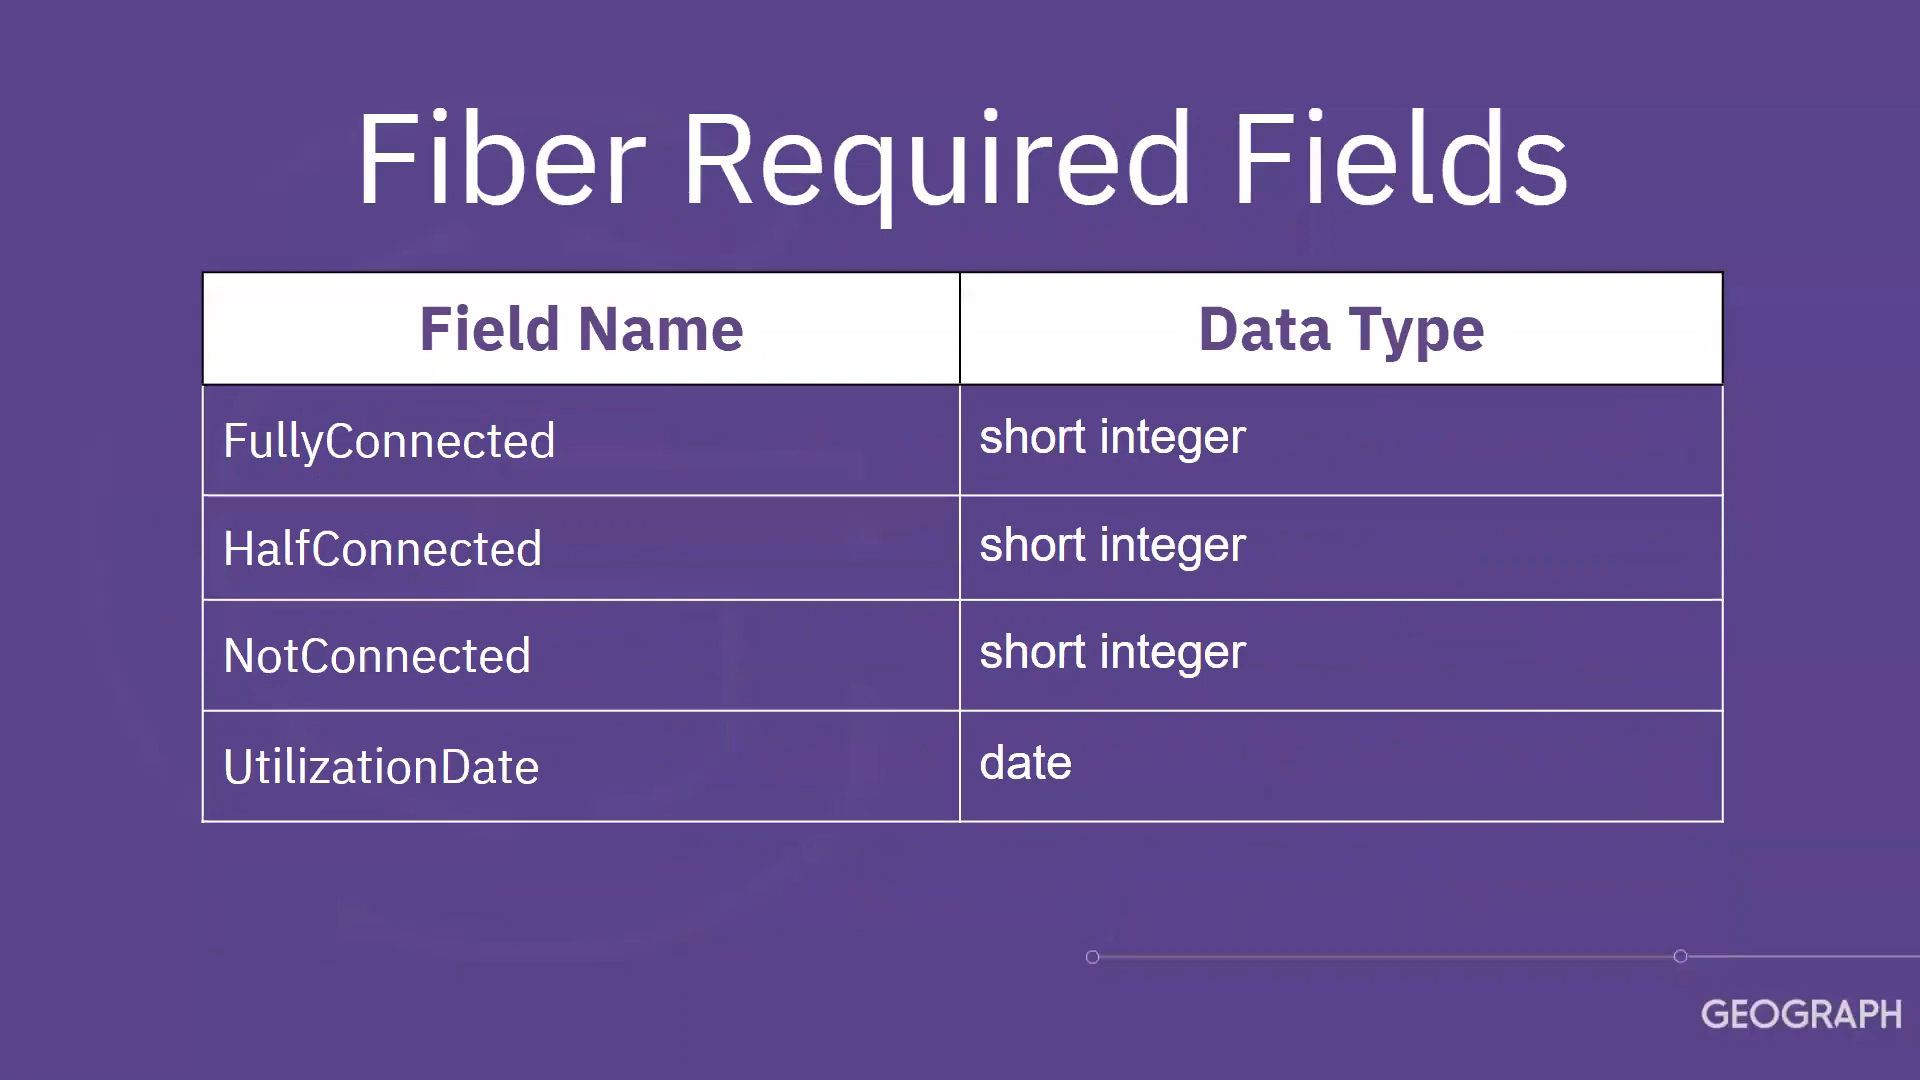 Fiber Required Fields
Field Name Data Type
FullyConnected short integer
HalfConnected short integer
NotConnected short integer
UtilizationDate date
GEOGRAPH